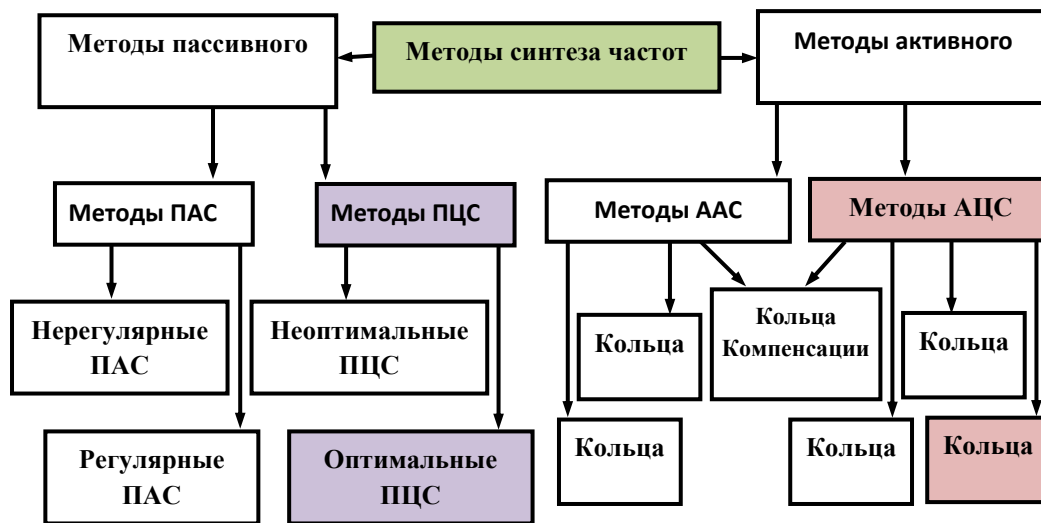 Методы пассивного
Методы синтеза частот
Методы активного
Методы ПАС
Методы ПЦС
Методы ААС
Методы АЦС
Нерегулярные
ПАС
Неоптимальные
ПЦС
Кольца
Кольца
Компенсации
Кольца
Регулярные
ПАС
Оптимальные
ПЦС
Кольца
Кольца
Кольца